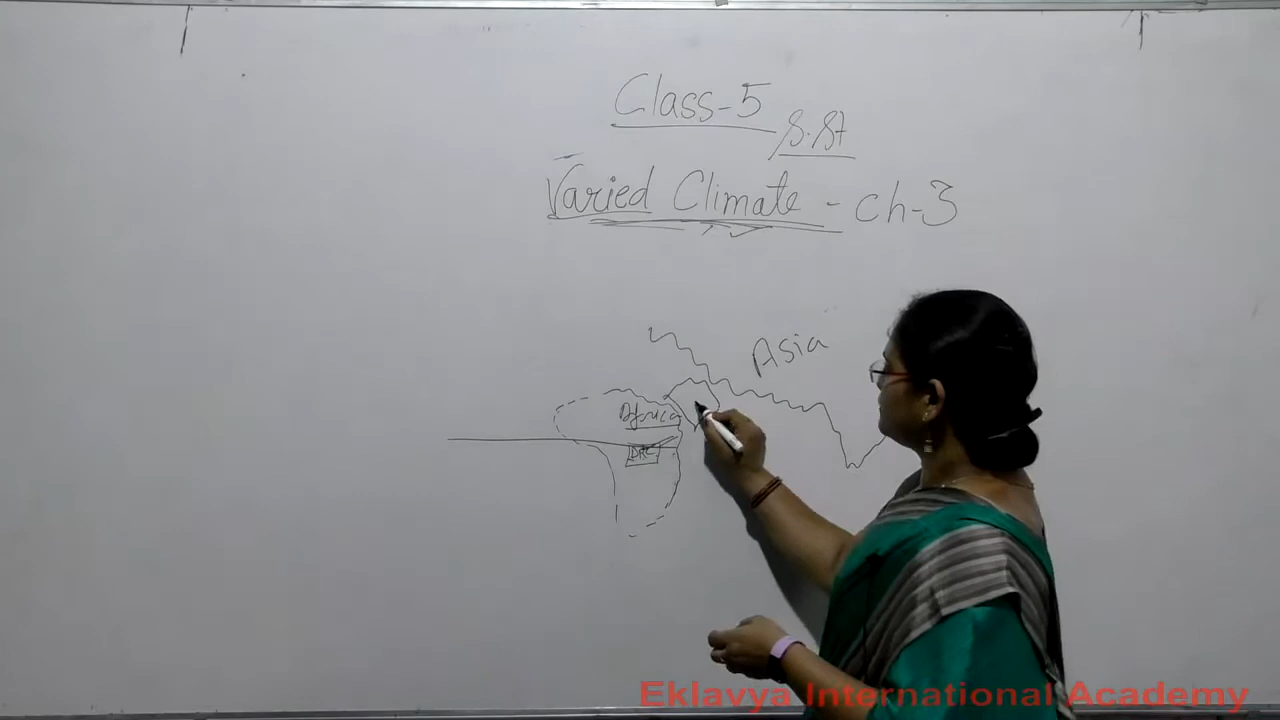 Class-5
S.St
Varied Climate - Ch-3
Asia
Africa
DRC
Eklavya International Academy